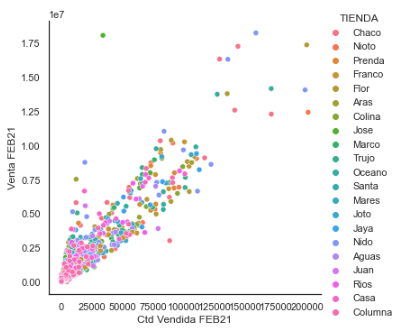 1e7
1.75
1.50
1.25
1.00
0.75
0.50
0.25
0.00
Venta FEB21
0 25000 50000 75000 100000 125000 150000 175000 200000
Ctd Vendida FEB21
TIENDA
Chaco
Nioto
Prenda
Franco
Flor
Aras
Colina
Jose
Marco
Trujo
Oceano
Santa
Mares
Joto
Jaya
Nido
Aguas
Juan
Rios
Casa
Columna